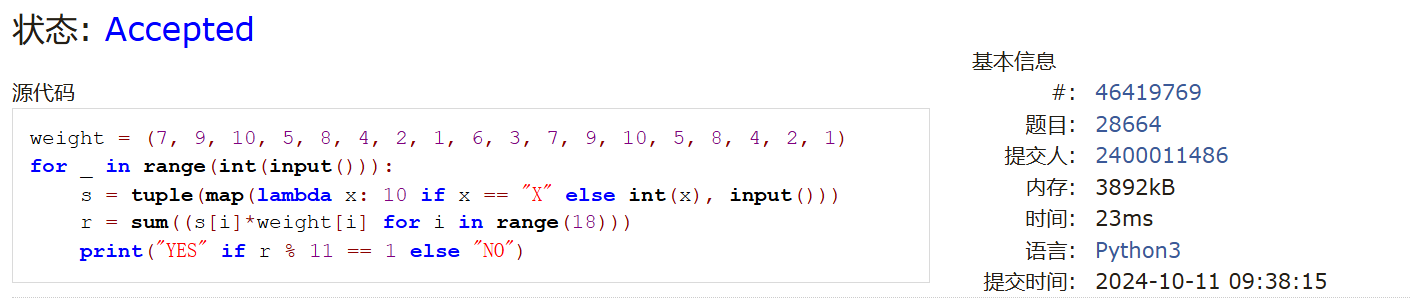 状态: Accepted
源代码
weight = (7, 9, 10, 5, 8, 4, 2, 1, 6, 3, 7, 9, 10, 5, 8, 4, 2, 1)
for _ in range(int(input())):
    s = tuple(map(lambda x: 10 if x == "X" else int(x), input()))
    r = sum((s[i]*weight[i] for i in range(18)))
    print("YES" if r % 11 == 1 else "NO")
基本信息
#: 46419769
题目: 28664
提交人: 2400011486
内存: 3892kB
时间: 23ms
语言: Python3
提交时间: 2024-10-11 09:38:15